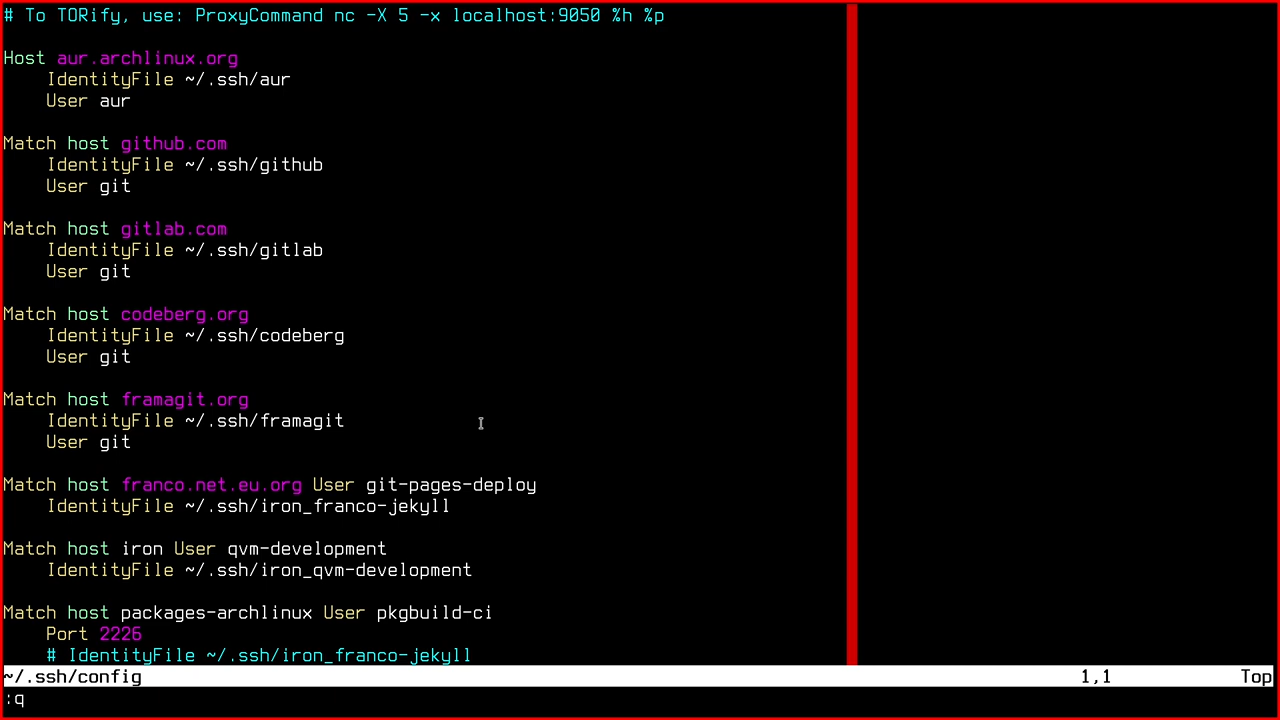 # To TORify, use: ProxyCommand nc -X 5 -x localhost:9050 %h %p
Host aur.archlinux.org
    IdentityFile ~/.ssh/aur
    User aur
Match host github.com
    IdentityFile ~/.ssh/github
    User git
Match host gitlab.com
    IdentityFile ~/.ssh/gitlab
    User git
Match host codeberg.org
    IdentityFile ~/.ssh/codeberg
    User git
Match host framagit.org
    IdentityFile ~/.ssh/framagit
    User git
Match host franco.net.eu.org User git-pages-deploy
    IdentityFile ~/.ssh/iron_franco-jekyll
Match host iron User qvm-development
    IdentityFile ~/.ssh/iron_qvm-development
Match host packages-archlinux User pkgbuild-ci
    Port 2226
    # IdentityFile ~/.ssh/iron_franco-jekyll
~/.ssh/config 1,1 Top
:q